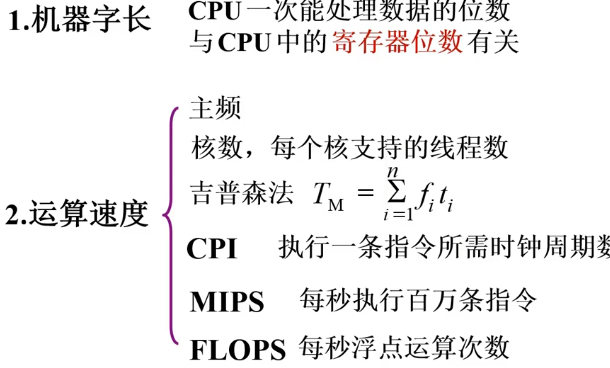 1.机器字长
CPU一次能处理数据的位数
与CPU中的寄存器位数有关
2.运算速度
主频
核数，每个核支持的线程数
吉普森法 T_M = \sum_{i=1}^{n} f_i t_i
CPI 执行一条指令所需时钟周期数
MIPS 每秒执行百万条指令
FLOPS 每秒浮点运算次数